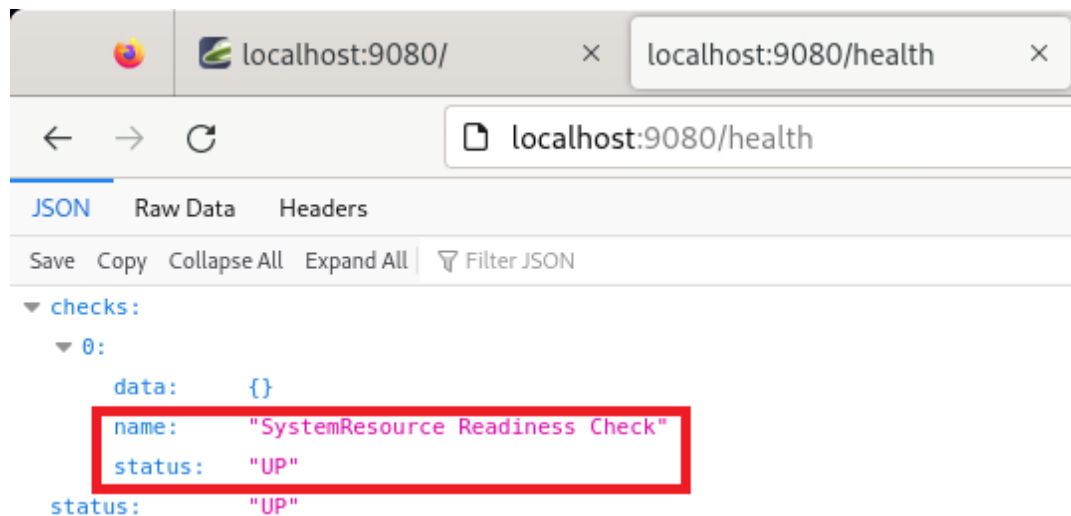 localhost:9080/ × localhost:9080/health ×
localhost:9080/health
JSON Raw Data Headers
Save Copy Collapse All Expand All Filter JSON
checks:
0:
data: {}
name: "SystemResource Readiness Check"
status: "UP"
status: "UP"